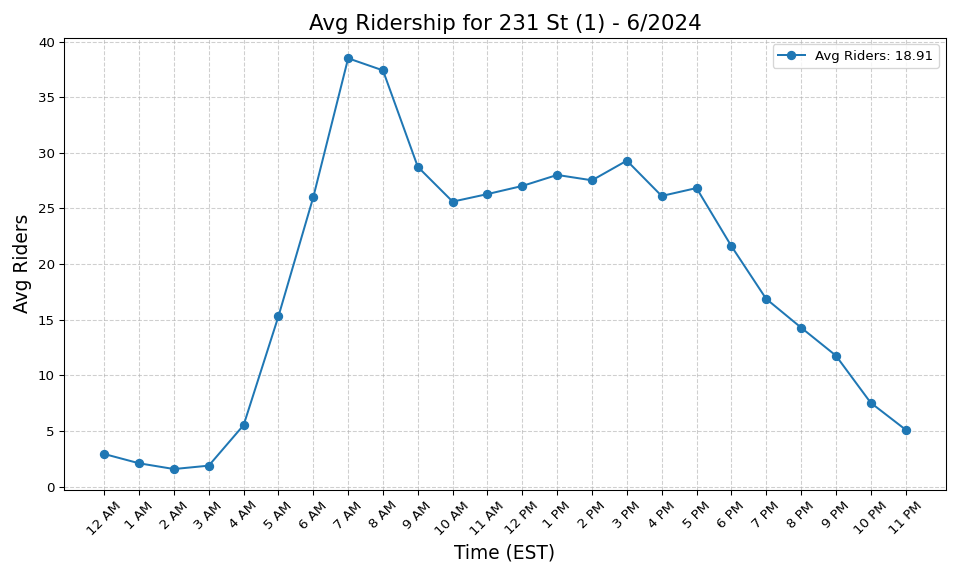 Avg Ridership for 231 St (1) - 6/2024
Avg Riders: 18.91
Avg Riders
40
35
30
25
20
15
10
5
0
12 AM
1 AM
2 AM
3 AM
4 AM
5 AM
6 AM
7 AM
8 AM
9 AM
10 AM
11 AM
12 PM
1 PM
2 PM
3 PM
4 PM
5 PM
6 PM
7 PM
8 PM
9 PM
10 PM
11 PM
Time (EST)